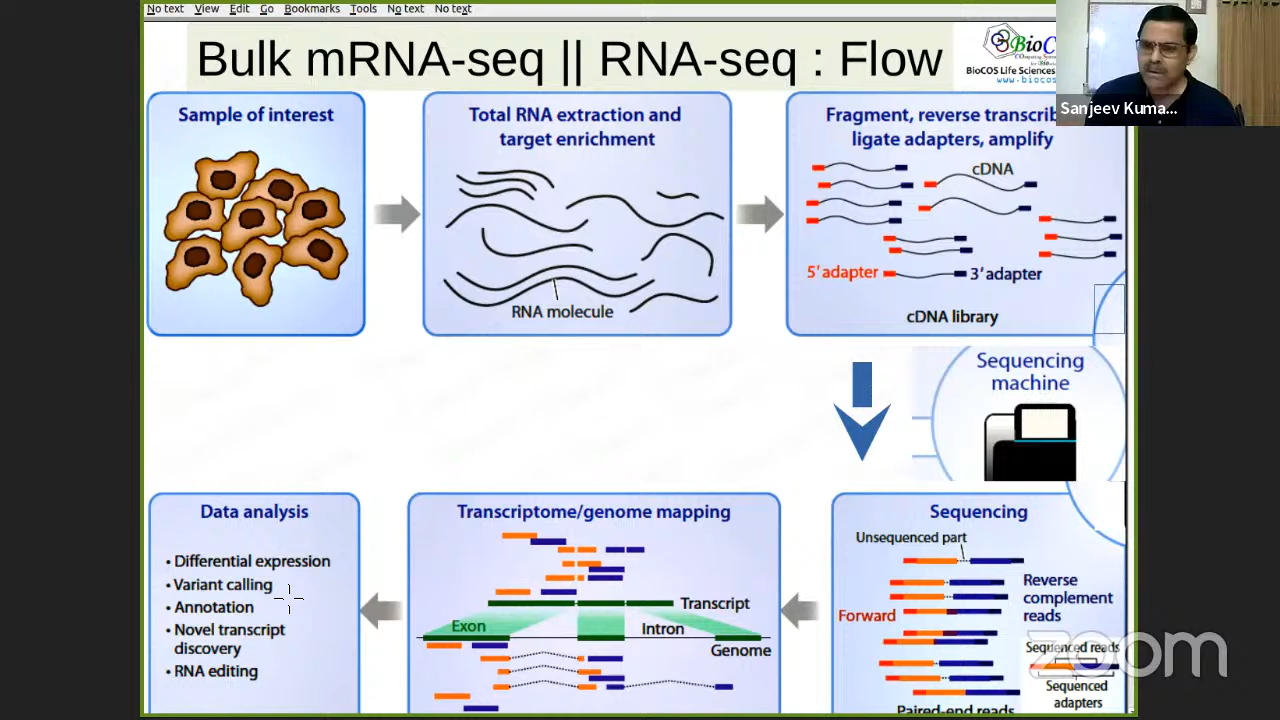 No text View Edit Go Bookmarks Tools No text No text
Bulk mRNA-seq || RNA-seq : Flow
BioCOS Life Sciences
www.biocos
Sanjeev Kuma...
Sample of interest
Total RNA extraction and
target enrichment
RNA molecule
Fragment, reverse transcrib
ligate adapters, amplify
cDNA
5' adapter
3' adapter
cDNA library
Sequencing
machine
Data analysis
• Differential expression
• Variant calling
• Annotation
• Novel transcript
discovery
• RNA editing
Transcriptome/genome mapping
Transcript
Exon
Intron
Genome
Sequencing
Unsequenced part
Reverse
complement
reads
Forward
Sequenced reads
Sequenced
adapters
Paired-end reads
zoom